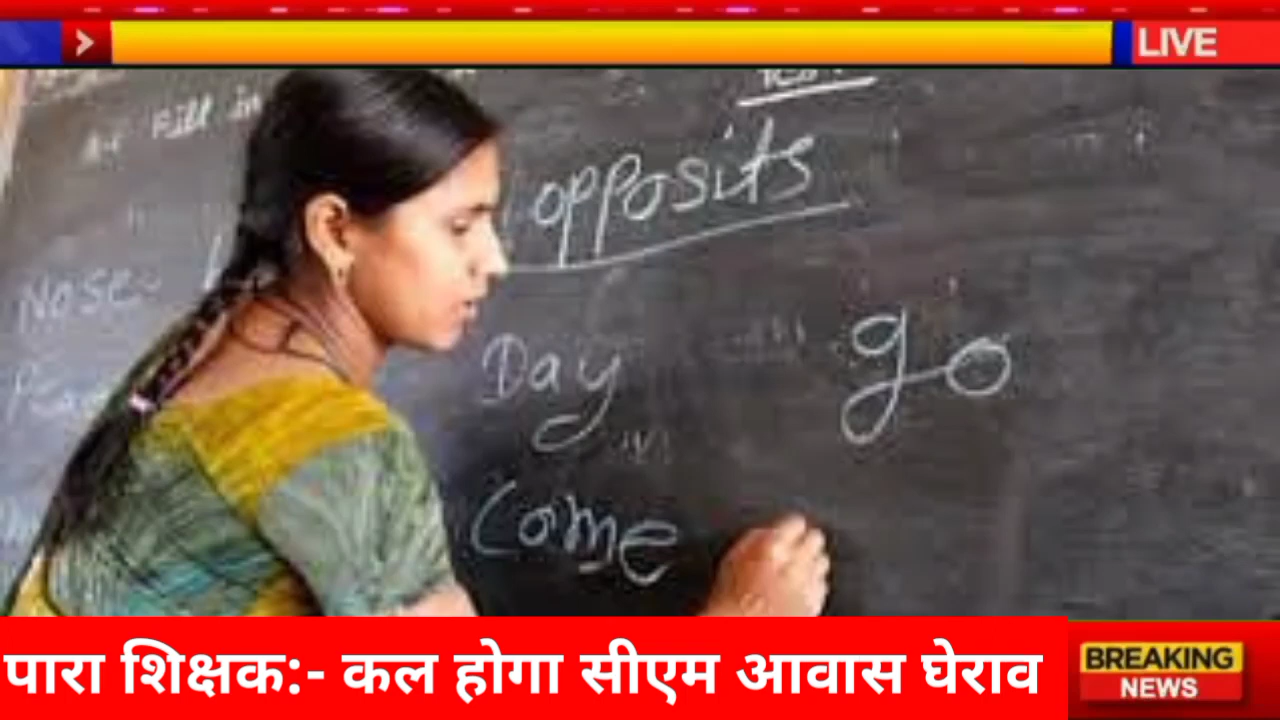 LIVE
Fill in
opposits
Nose
Day
go
Come
पारा शिक्षक:- कल होगा सीएम आवास घेराव
BREAKING
NEWS